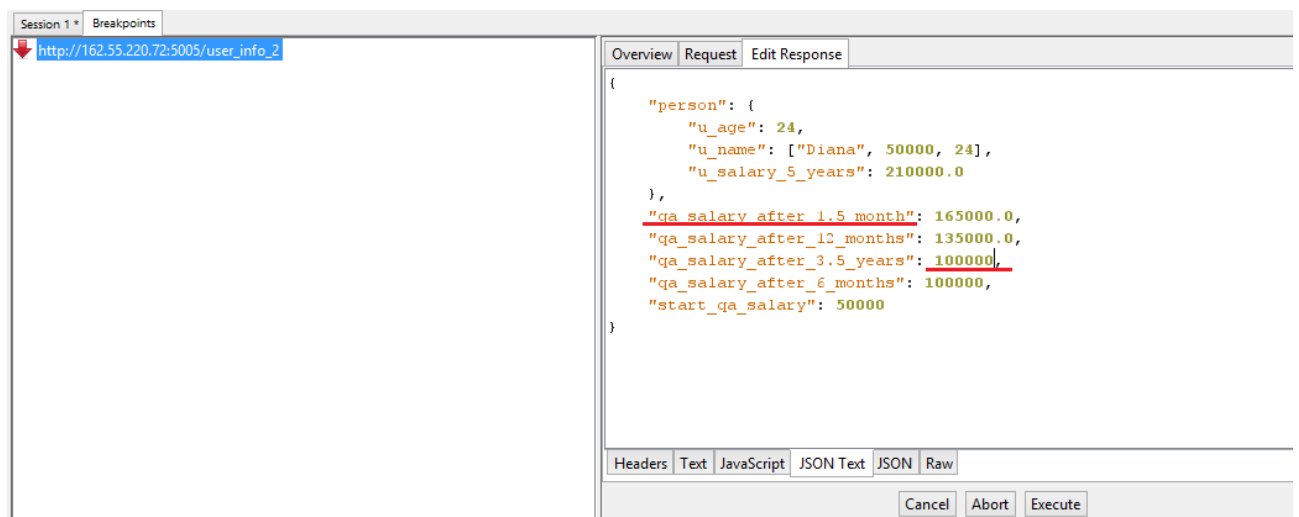 Session 1 * Breakpoints
http://162.55.220.72:5005/user_info_2
Overview Request Edit Response
{
"person": {
"u_age": 24,
"u_name": ["Diana", 50000, 24],
"u_salary_5_years": 210000.0
},
"qa_salary_after_1.5_month": 165000.0,
"qa_salary_after_12_months": 135000.0,
"qa_salary_after_3.5_years": 100000,
"qa_salary_after_6_months": 100000,
"start_qa_salary": 50000
}
Headers Text JavaScript JSON Text JSON Raw
Cancel Abort Execute